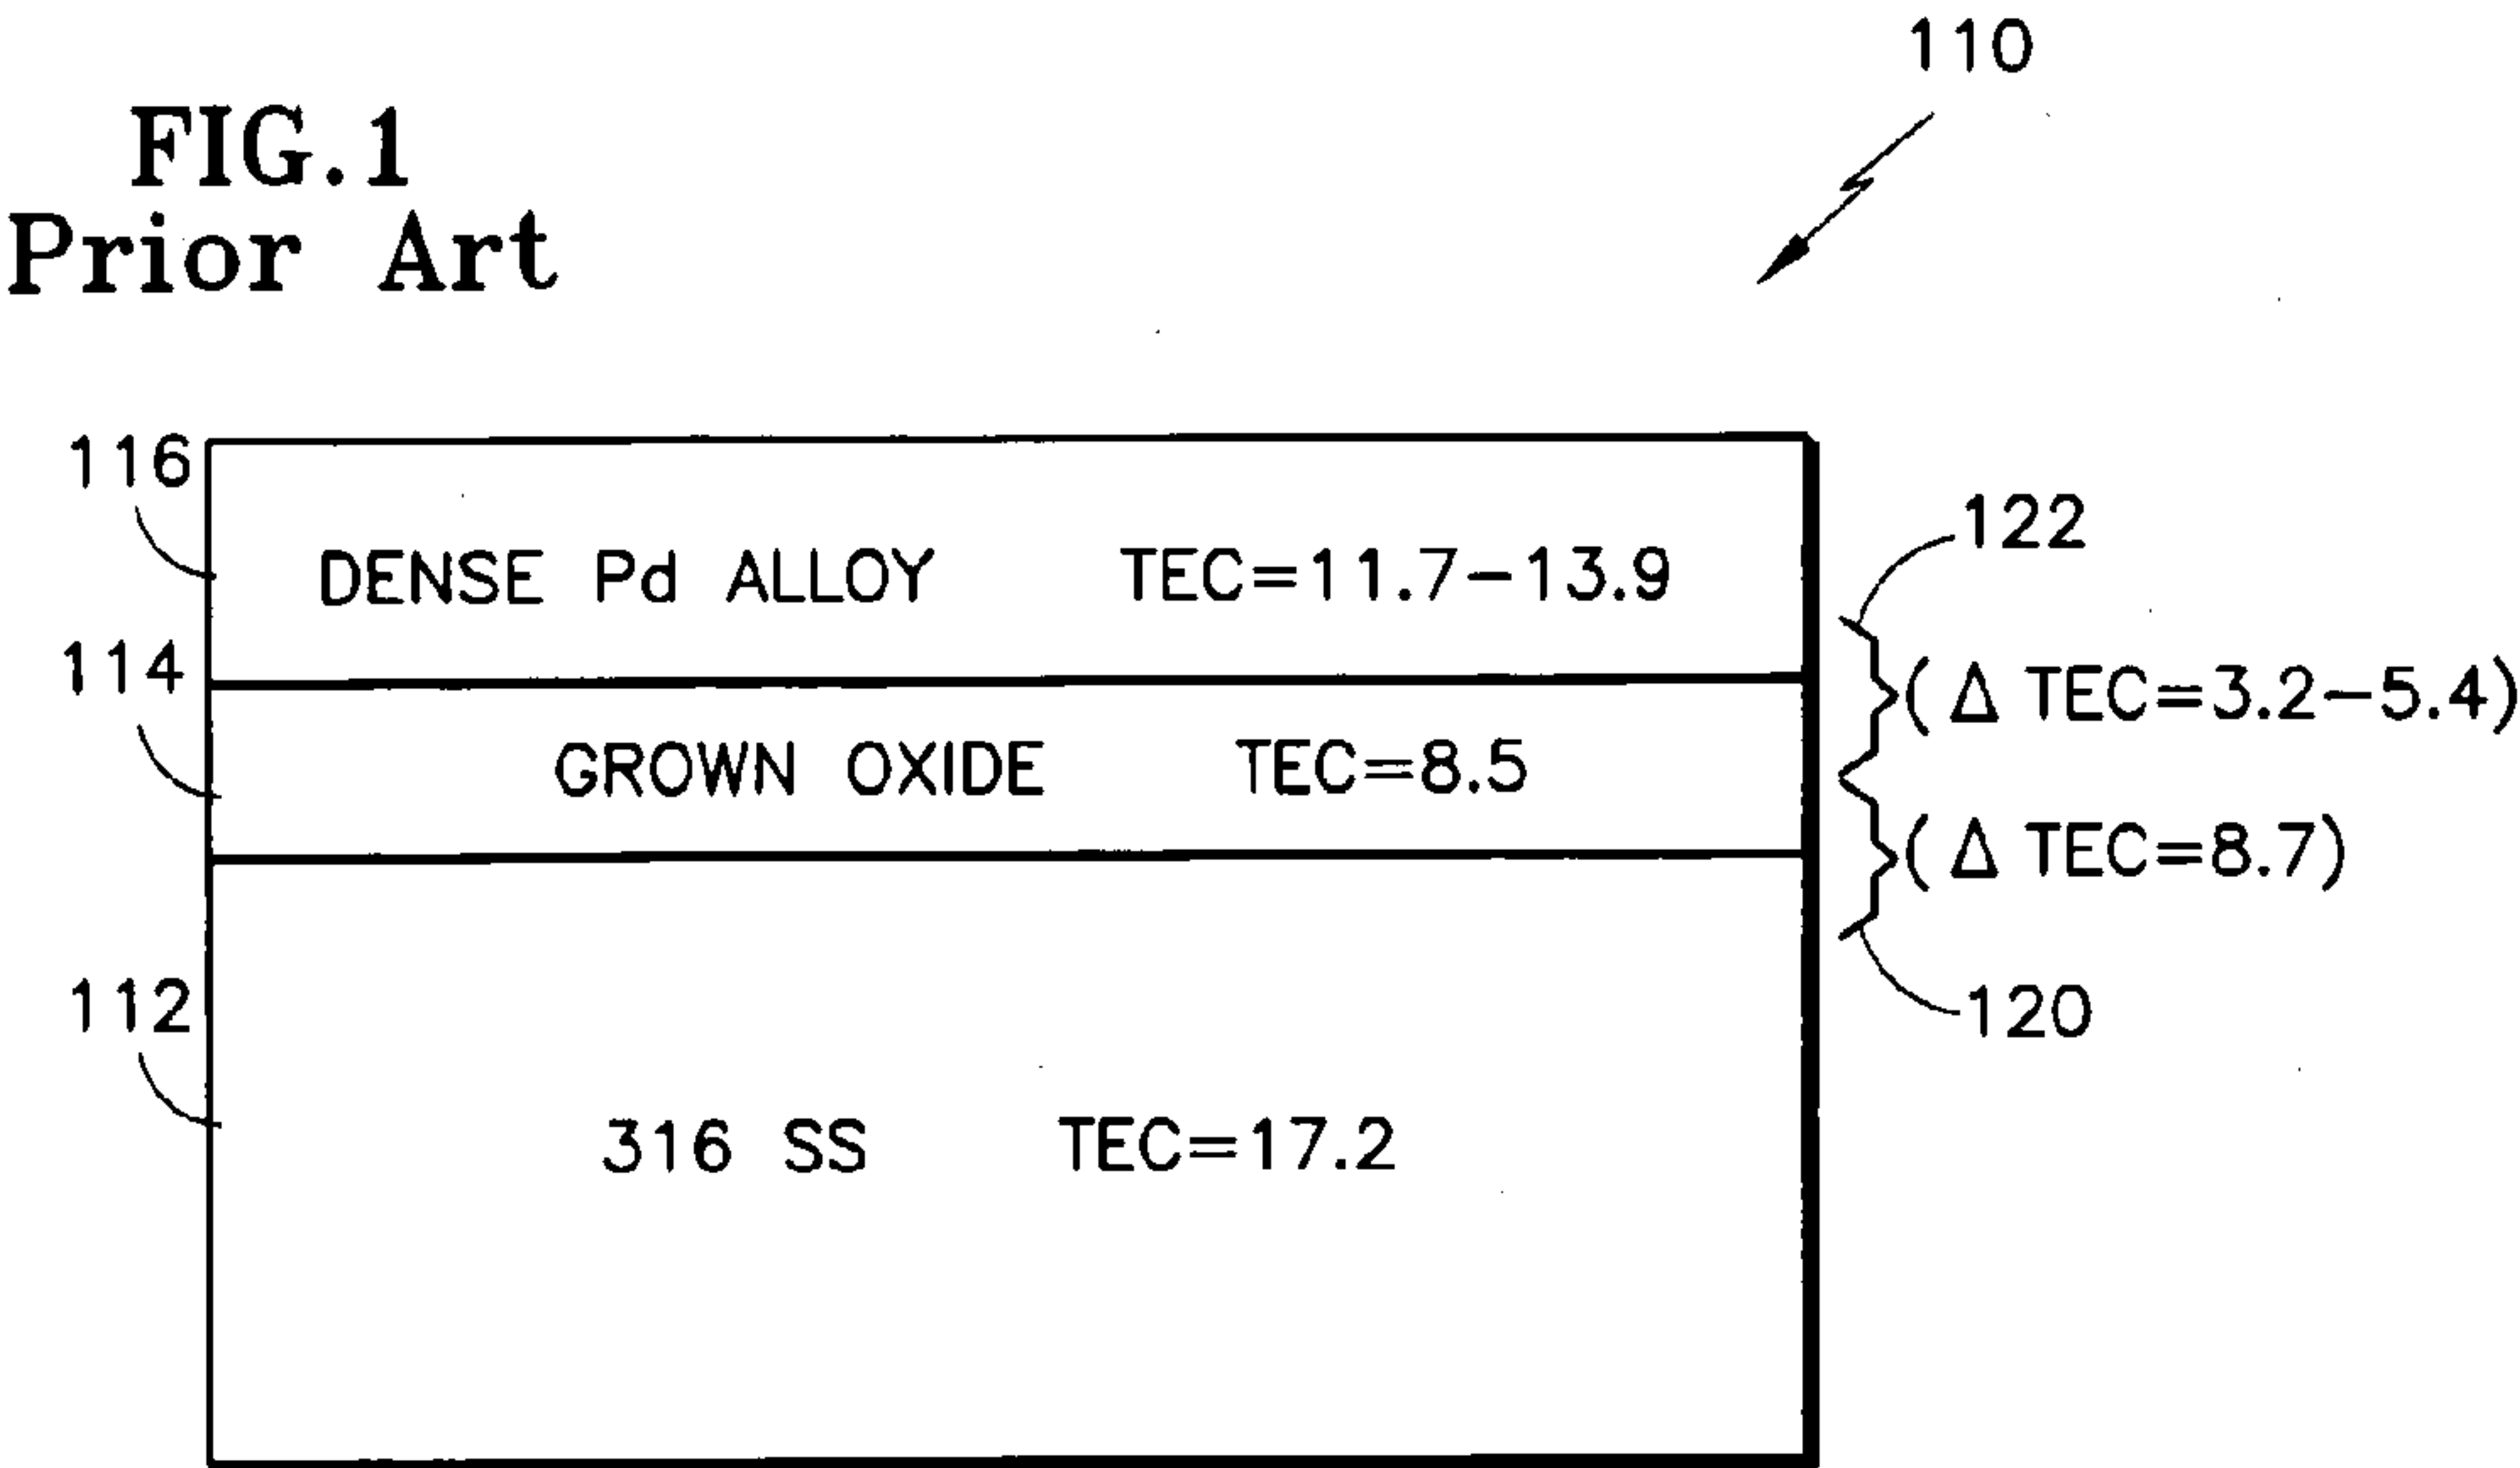 110
FIG.1
Prior Art
116
122
DENSE Pd ALLOY TEC=11.7-13.9
114
(Δ TEC=3.2-5.4)
GROWN OXIDE TEC=8.5
(Δ TEC=8.7)
112
120
316 SS TEC=17.2